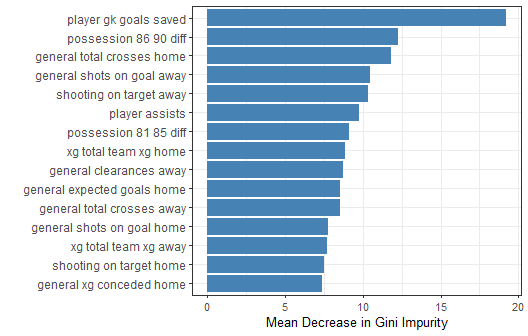 player gk goals saved
possession 86 90 diff
general total crosses home
general shots on goal away
shooting on target away
player assists
possession 81 85 diff
xg total team xg home
general clearances away
general expected goals home
general total crosses away
general shots on goal home
xg total team xg away
shooting on target home
general xg conceded home
0 5 10 15 20
Mean Decrease in Gini Impurity